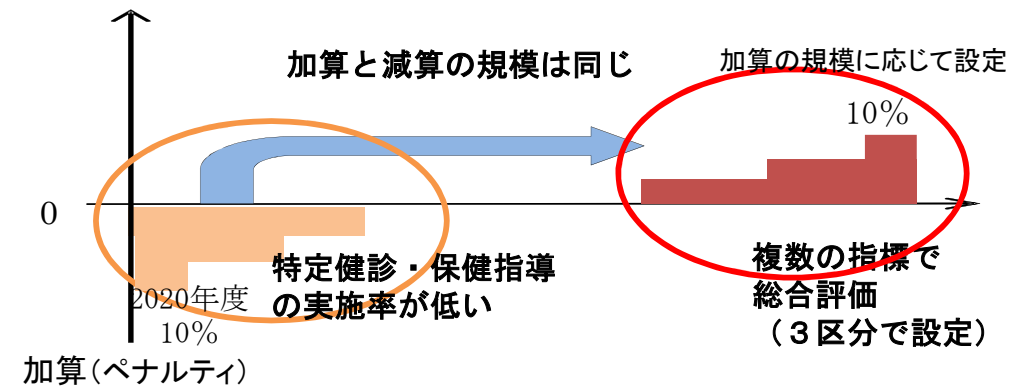 加算と減算の規模は同じ
加算の規模に応じて設定
10%
0
特定健診・保健指導
の実施率が低い
複数の指標で
総合評価
（３区分で設定）
2020年度
10%
加算（ペナルティ）